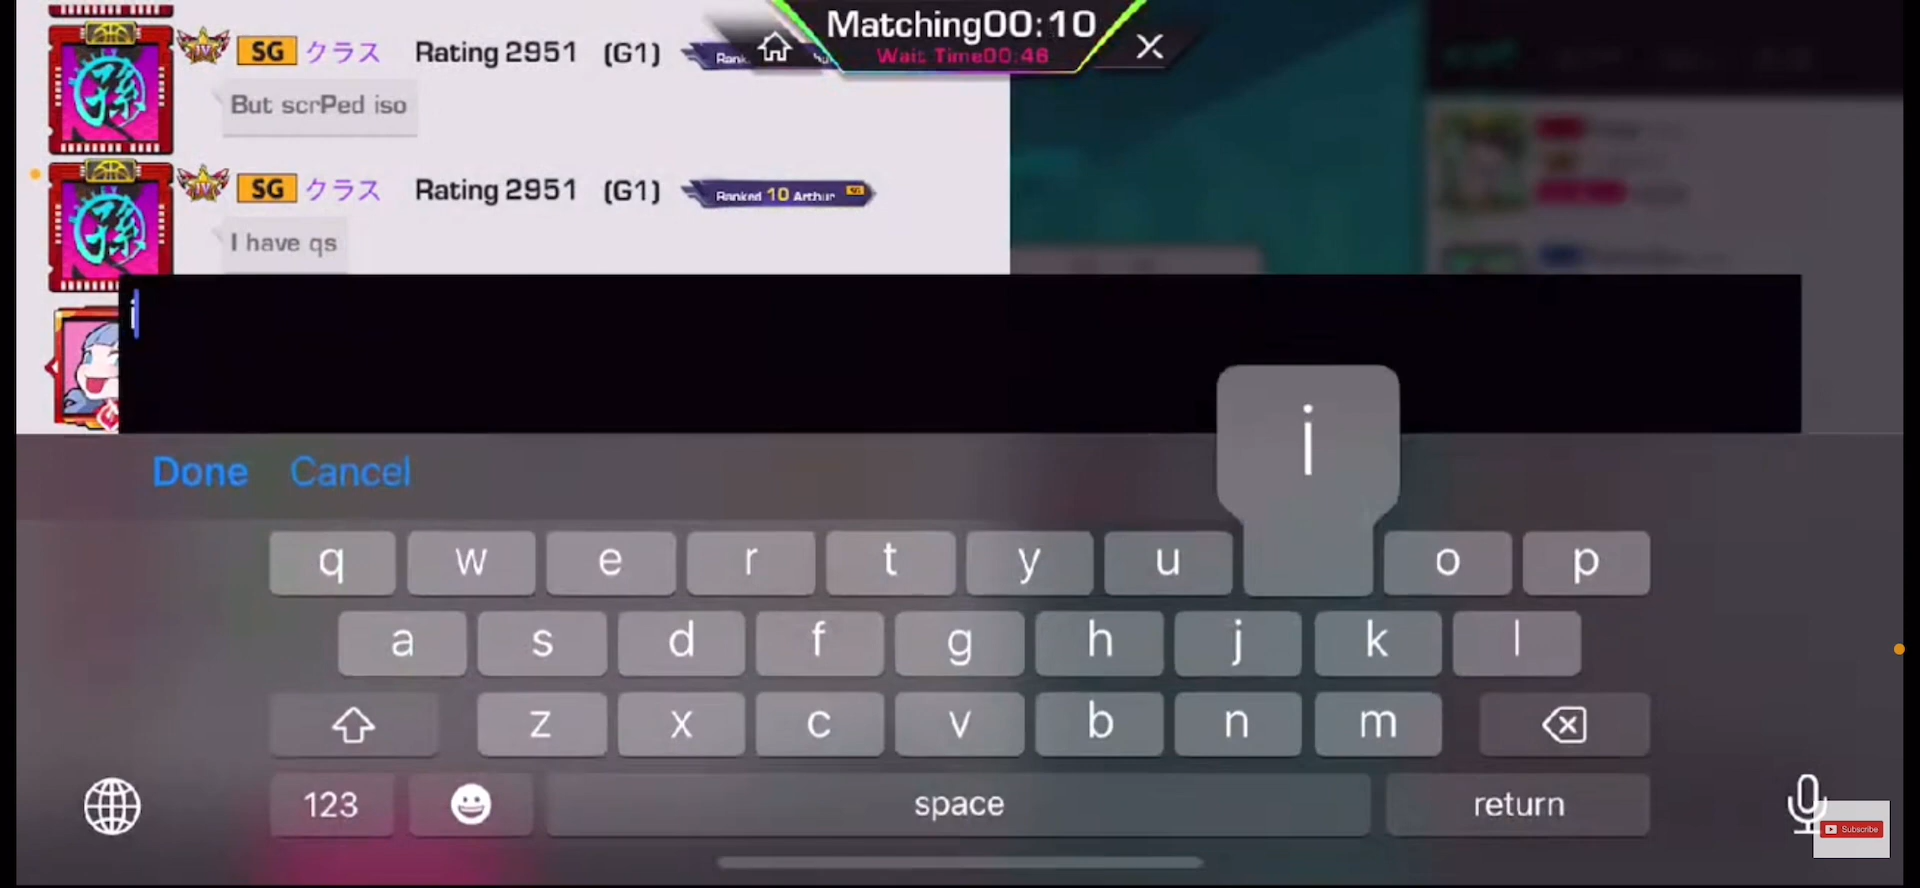 Matching00:10
Wait Time00:46
SG クラス Rating 2951 (G1)
But scrPed iso
SG クラス Rating 2951 (G1) Ranked 10 Arthur SG
I have qs
i
i
Done Cancel
q w e r t y u o p
a s d f g h j k l
z x c v b n m
123 space return
Subscribe